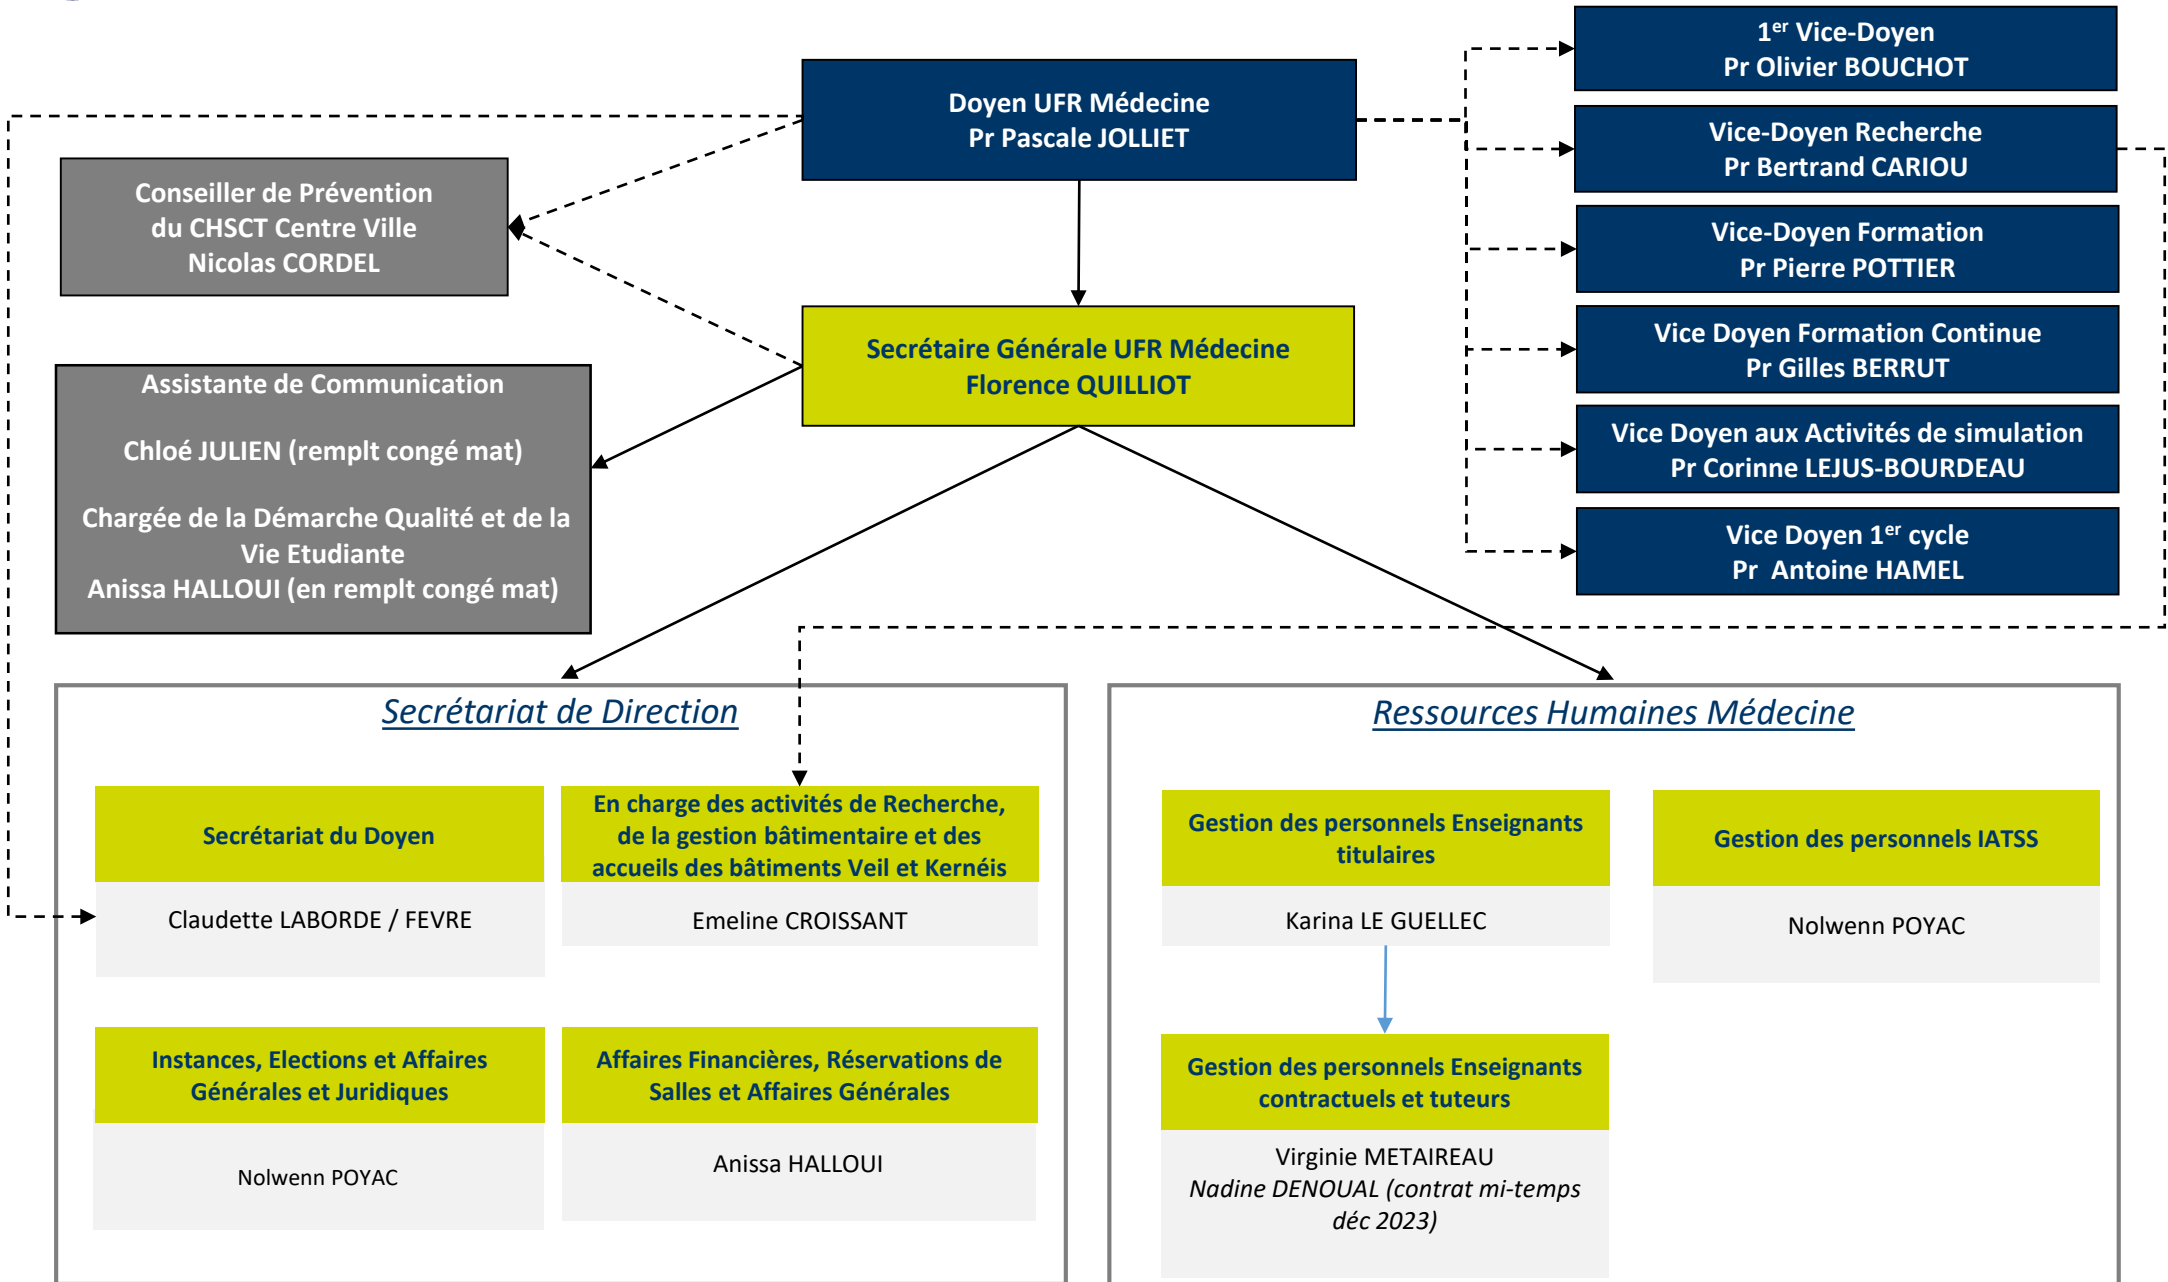 Doyen UFR Médecine
Pr Pascale JOLLIET
1er Vice-Doyen
Pr Olivier BOUCHOT
Vice-Doyen Recherche
Pr Bertrand CARIOU
Vice-Doyen Formation
Pr Pierre POTTIER
Vice Doyen Formation Continue
Pr Gilles BERRUT
Vice Doyen aux Activités de simulation
Pr Corinne LEJUS-BOURDEAU
Vice Doyen 1er cycle
Pr Antoine HAMEL
Conseiller de Prévention
du CHSCT Centre Ville
Nicolas CORDEL
Secrétaire Générale UFR Médecine
Florence QUILLIOT
Assistante de Communication
Chloé JULIEN (remplt congé mat)
Chargée de la Démarche Qualité et de la
Vie Etudiante
Anissa HALLOUI (en remplt congé mat)
Secrétariat de Direction
Secrétariat du Doyen
Claudette LABORDE / FEVRE
En charge des activités de Recherche,
de la gestion bâtimentaire et des
accueils des bâtiments Veil et Kernéis
Emeline CROISSANT
Instances, Elections et Affaires
Générales et Juridiques
Nolwenn POYAC
Affaires Financières, Réservations de
Salles et Affaires Générales
Anissa HALLOUI
Ressources Humaines Médecine
Gestion des personnels Enseignants
titulaires
Karina LE GUELLEC
Gestion des personnels IATSS
Nolwenn POYAC
Gestion des personnels Enseignants
contractuels et tuteurs
Virginie METAIREAU
Nadine DENOUAL (contrat mi-temps
déc 2023)